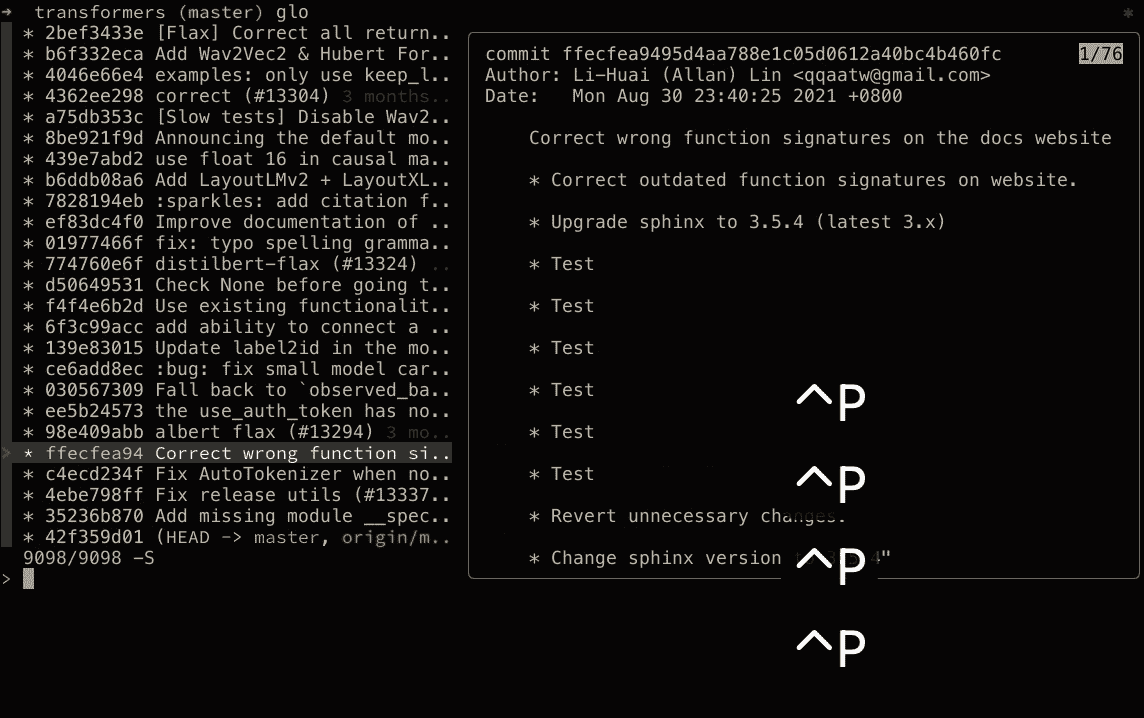 ➜ transformers (master) glo *
* 2bef3433e [Flax] Correct all return..
* b6f332eca Add Wav2Vec2 & Hubert For..
* 4046e66e4 examples: only use keep_l..
* 4362ee298 correct (#13304) 3 months..
* a75db353c [Slow tests] Disable Wav2..
* 8be921f9d Announcing the default mo..
* 439e7abd2 use float 16 in causal ma..
* b6ddb08a6 Add LayoutLMv2 + LayoutXL..
* 7828194eb :sparkles: add citation f..
* ef83dc4f0 Improve documentation of ..
* 01977466f fix: typo spelling gramma..
* 774760e6f distilbert-flax (#13324) ..
* d50649531 Check None before going t..
* f4f4e6b2d Use existing functionalit..
* 6f3c99acc add ability to connect a ..
* 139e83015 Update label2id in the mo..
* ce6add8ec :bug: fix small model car..
* 030567309 Fall back to `observed_ba..
* ee5b24573 the use_auth_token has no..
* 98e409abb albert flax (#13294) 3 mo..
> * ffecfea94 Correct wrong function si..
* c4ecd234f Fix AutoTokenizer when no..
* 4ebe798ff Fix release utils (#13337..
* 35236b870 Add missing module __spec..
* 42f359d01 (HEAD -> master, origin/m..
9098/9098 -S
>
commit ffecfea9495d4aa788e1c05d0612a40bc4b460fc 1/76
Author: Li-Huai (Allan) Lin <qqaatw@gmail.com>
Date:   Mon Aug 30 23:40:25 2021 +0800
Correct wrong function signatures on the docs website
* Correct outdated function signatures on website.
* Upgrade sphinx to 3.5.4 (latest 3.x)
* Test
* Test
* Test
* Test
* Test
* Test
* Revert unnecessary changes.
* Change sphinx version 4"
^P
^P
^P
^P